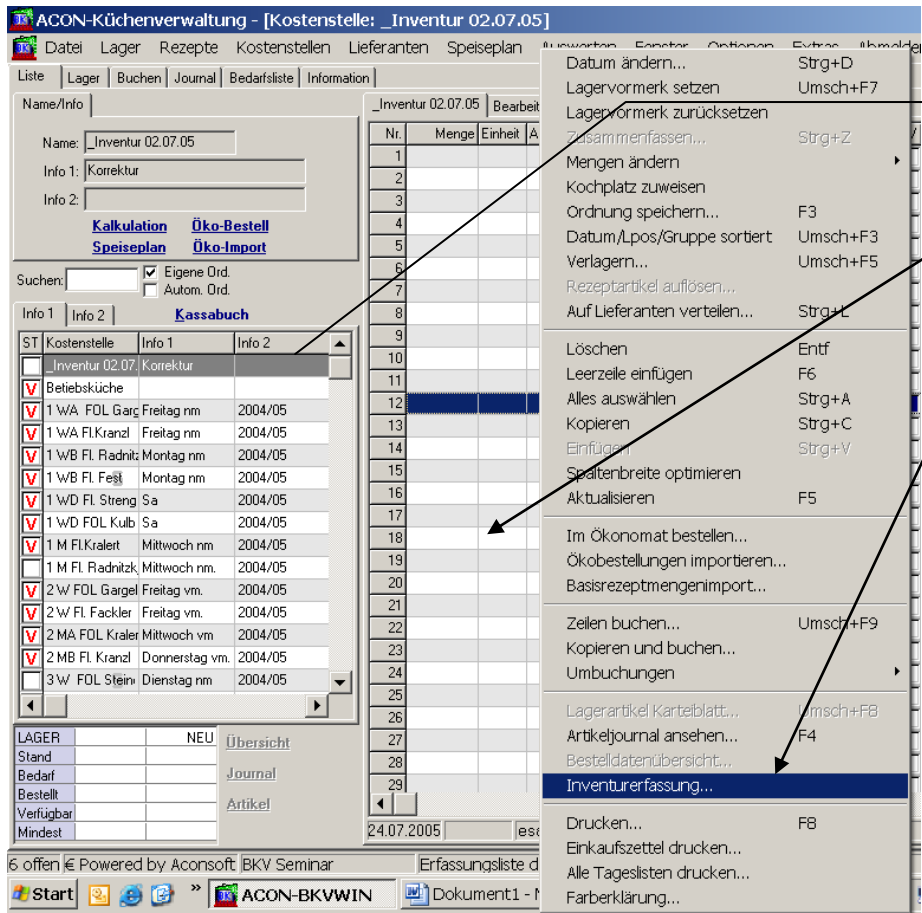 ACON-Küchenverwaltung - [Kostenstelle: _Inventur 02.07.05]
Datei Lager Rezepte Kostenstellen Lieferanten Speiseplan Auswerten Fenster Optionen Extras
Liste Lager Buchen Journal Bedarfsliste Information
Name/Info
Name: _Inventur 02.07.05
Info 1: Korrektur
Info 2:
Kalkulation Öko-Bestell
Speiseplan Öko-Import
Suchen: Eigene Ord.
Autom. Ord.
Info 1 Info 2 Kassabuch
ST Kostenstelle Info 1 Info 2
_Inventur 02.07. Korrektur
V Betiebsküche
V 1 WA FOL Garg Freitag nm 2004/05
V 1 WA Fl.Kranzl Freitag nm 2004/05
V 1 WB Fl. Radnitz Montag nm 2004/05
V 1 WB Fl. Fest Montag nm 2004/05
V 1 WD Fl. Streng Sa 2004/05
V 1 WD FOL Kulb Sa 2004/05
V 1 M Fl.Kralert Mittwoch nm 2004/05
1 M Fl. Radnitzk Mittwoch nm. 2004/05
V 2 W FOL Gargel Freitag vm. 2004/05
V 2 W Fl. Fackler Freitag vm. 2004/05
V 2 MA FOL Kraler Mittwoch vm 2004/05
V 2 MB Fl. Kranzl Donnerstag vm. 2004/05
3 W FOL Stein Dienstag nm 2004/05
LAGER NEU
Stand
Bedarf
Bestellt
Verfügbar
Mindest
Übersicht
Journal
Artikel
_Inventur 02.07.05 Bearbeit
Nr. Menge Einheit A
1
2
3
4
5
6
7
8
9
10
11
12
13
14
15
16
17
18
19
20
21
22
23
24
25
26
27
28
29
24.07.2005
Datum ändern... Strg+D
Lagervormerk setzen Umsch+F7
Lagervormerk zurücksetzen
Zusammenfassen... Strg+Z
Mengen ändern
Kochplatz zuweisen
Ordnung speichern... F3
Datum/Lpos/Gruppe sortiert Umsch+F3
Verlagern... Umsch+F5
Rezeptartikel auflösen...
Auf Lieferanten verteilen... Strg+L
Löschen Entf
Leerzeile einfügen F6
Alles auswählen Strg+A
Kopieren Strg+C
Einfügen Strg+V
Spaltenbreite optimieren
Aktualisieren F5
Im Ökonomat bestellen...
Ökobestellungen importieren...
Basisrezeptmengenimport...
Zeilen buchen... Umsch+F9
Kopieren und buchen...
Umbuchungen
Lagerartikel Karteiblatt... Umsch+F8
Artikeljournal ansehen... F4
Bestelldatenübersicht...
Inventurerfassung...
Drucken... F8
Einkaufszettel drucken...
Alle Tageslisten drucken...
Farberklärung...
6 offen € Powered by Aconsoft BKV Seminar Erfassungsliste d
Start » ACON-BKVWIN Dokument1 - M